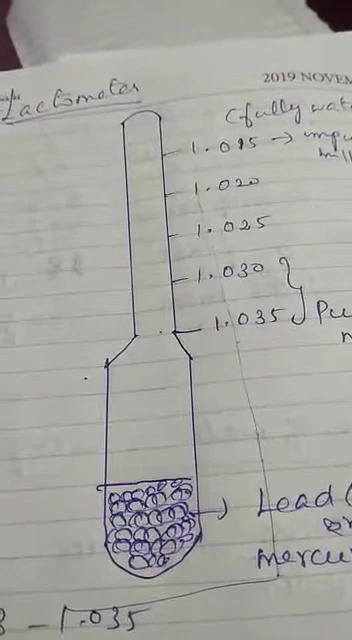 Lactometer
2019 NOVEM
(fully wat
1.015 → impu
mill
1.020
1.025
1.030
1.035 Pu
m
Lead (
or
mercu
8 - 1.035